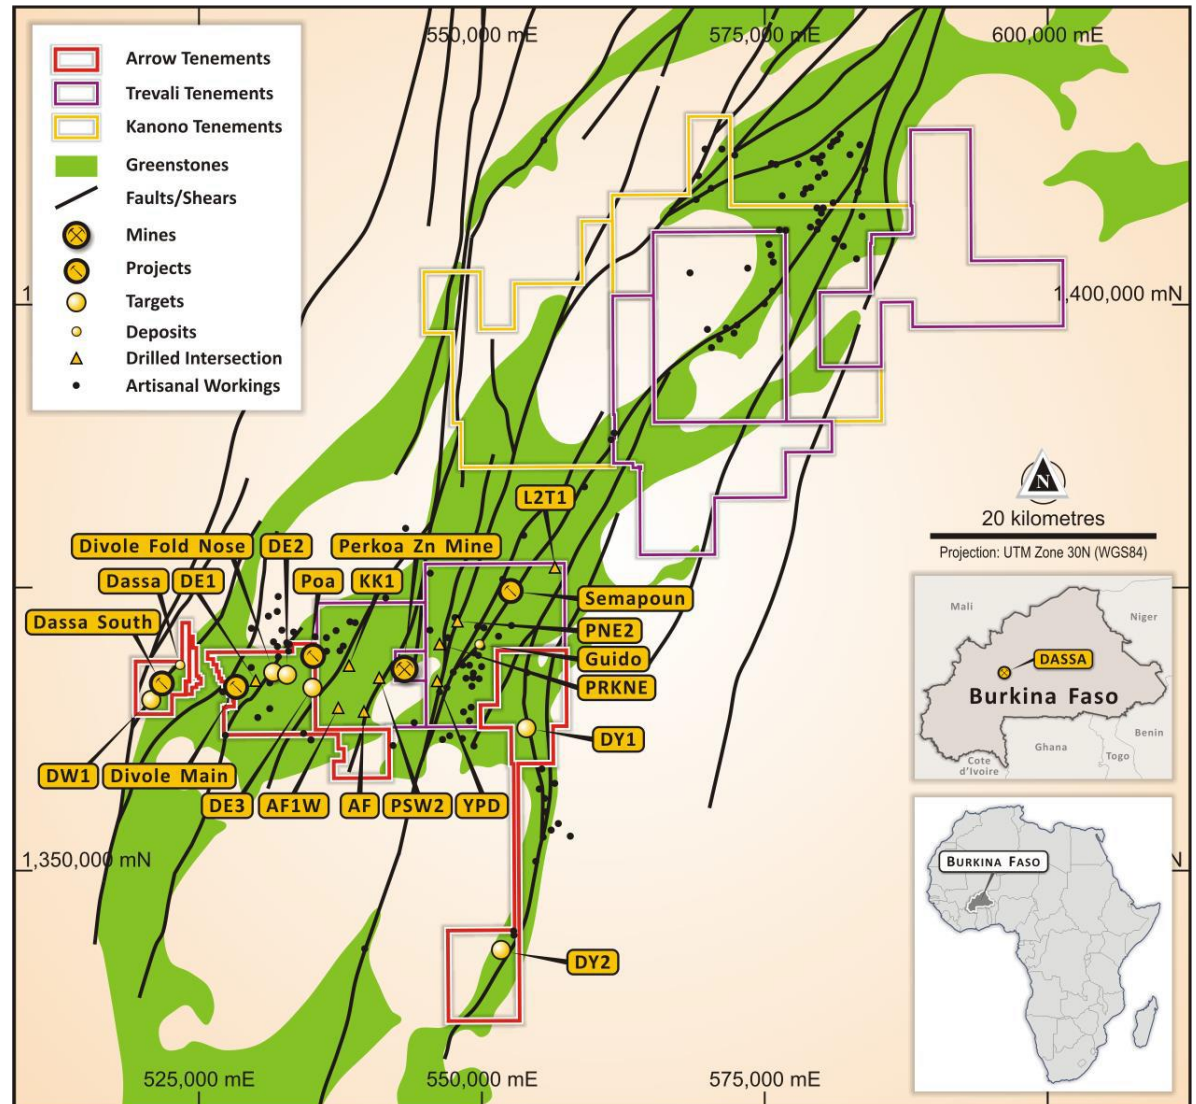 550,000 mE
575,000 mE
600,000 mE
Arrow Tenements
Trevali Tenements
Kanono Tenements
Greenstones
Faults/Shears
Mines
Projects
Targets
Deposits
Drilled Intersection
Artisanal Workings
1
1,400,000 mN
N
20 kilometres
Projection: UTM Zone 30N (WGS84)
L2T1
Divole Fold Nose
DE2
Perkoa Zn Mine
Dassa
DE1
Poa
KK1
Semapoun
Dassa South
PNE2
Guido
PRKNE
DY1
DW1
Divole Main
DE3
AF1W
AF
PSW2
YPD
DY2
1,350,000 mN
N
525,000 mE
550,000 mE
575,000 mE
Mali
Niger
DASSA
Burkina Faso
Benin
Ghana
Togo
Cote
d'Ivoire
BURKINA FASO